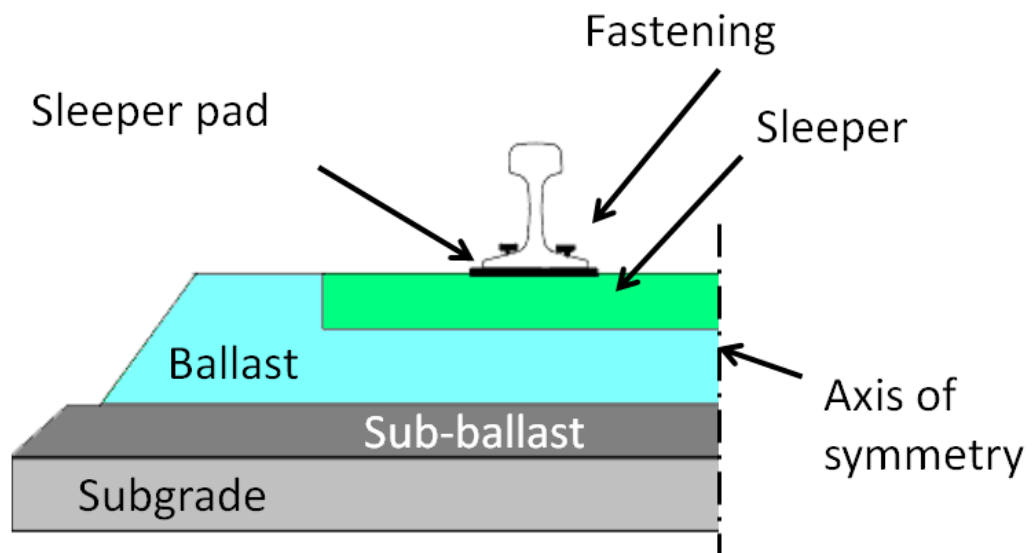 Fastening
Sleeper pad
Sleeper
Ballast
Axis of
symmetry
Sub-ballast
Subgrade